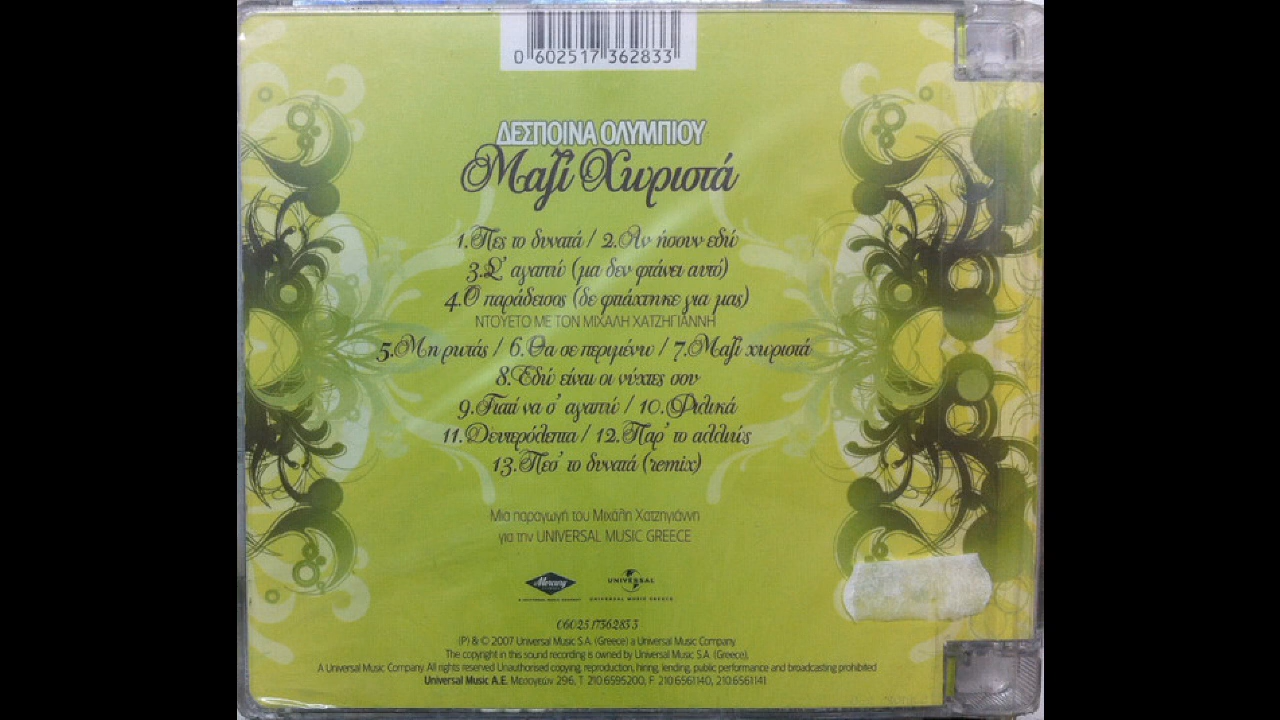 0 602517 362833
ΔΕΣΠΟΙΝΑ ΟΛΥΜΠΙΟΥ
Μαζί Χωριστά
1.Πες το δυνατά / 2.Αν ήσουν εδώ
3.Σ' αγαπώ (μα δεν φτάνει αυτό)
4.Ο παράδεισος (δε φτιάχτηκε για μας)
ΝΤΟΥΕΤΟ ΜΕ ΤΟΝ ΜΙΧΑΛΗ ΧΑΤΖΗΓΙΑΝΝΗ
5.Μη ρωτάς / 6.Θα σε περιμένω / 7.Μαζί χωριστά
8.Εδώ είναι οι νύχτες σου
9.Γιατί να σ' αγαπώ / 10.Φιλικά
11.Δευτερόλεπτα / 12.Παρ' το αλλιώς
13.Πεσ' το δυνατά (remix)
Μια παραγωγή του Μιχάλη Χατζηγιάννη
για την UNIVERSAL MUSIC GREECE
Mercury UNIVERSAL
UNIVERSAL MUSIC GREECE
06025 17362833
(P) & © 2007 Universal Music S.A. (Greece) a Universal Music Company
The copyright in this sound recording is owned by Universal Music S.A. (Greece),
A Universal Music Company. All rights reserved Unauthorised copying, reproduction, hiring, lending, public performance and broadcasting prohibited
Universal Music A.E. Μεσογείων 296, T. 210.6595200, F. 210.6561140, 210.6561141